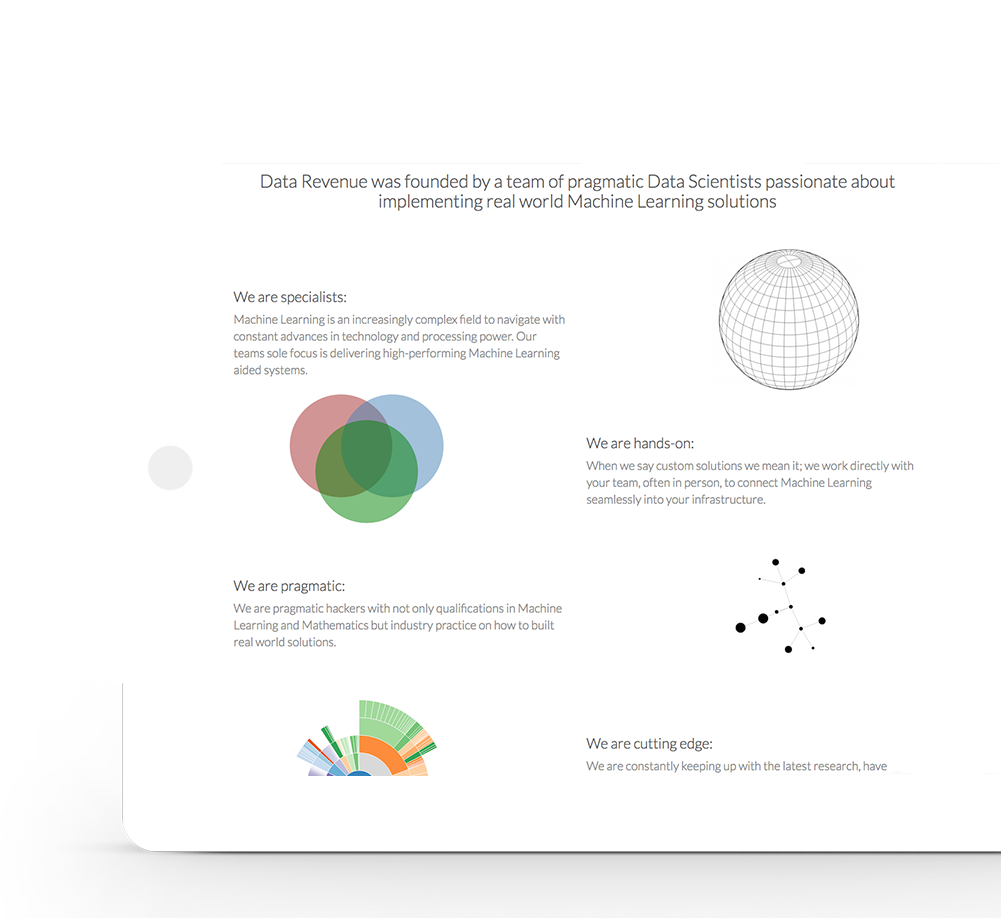 Data Revenue was founded by a team of pragmatic Data Scientists passionate about
implementing real world Machine Learning solutions
We are specialists:
Machine Learning is an increasingly complex field to navigate with
constant advances in technology and processing power. Our
teams sole focus is delivering high-performing Machine Learning
aided systems.
We are hands-on:
When we say custom solutions we mean it; we work directly with
your team, often in person, to connect Machine Learning
seamlessly into your infrastructure.
We are pragmatic:
We are pragmatic hackers with not only qualifications in Machine
Learning and Mathematics but industry practice on how to built
real world solutions.
We are cutting edge:
We are constantly keeping up with the latest research, have